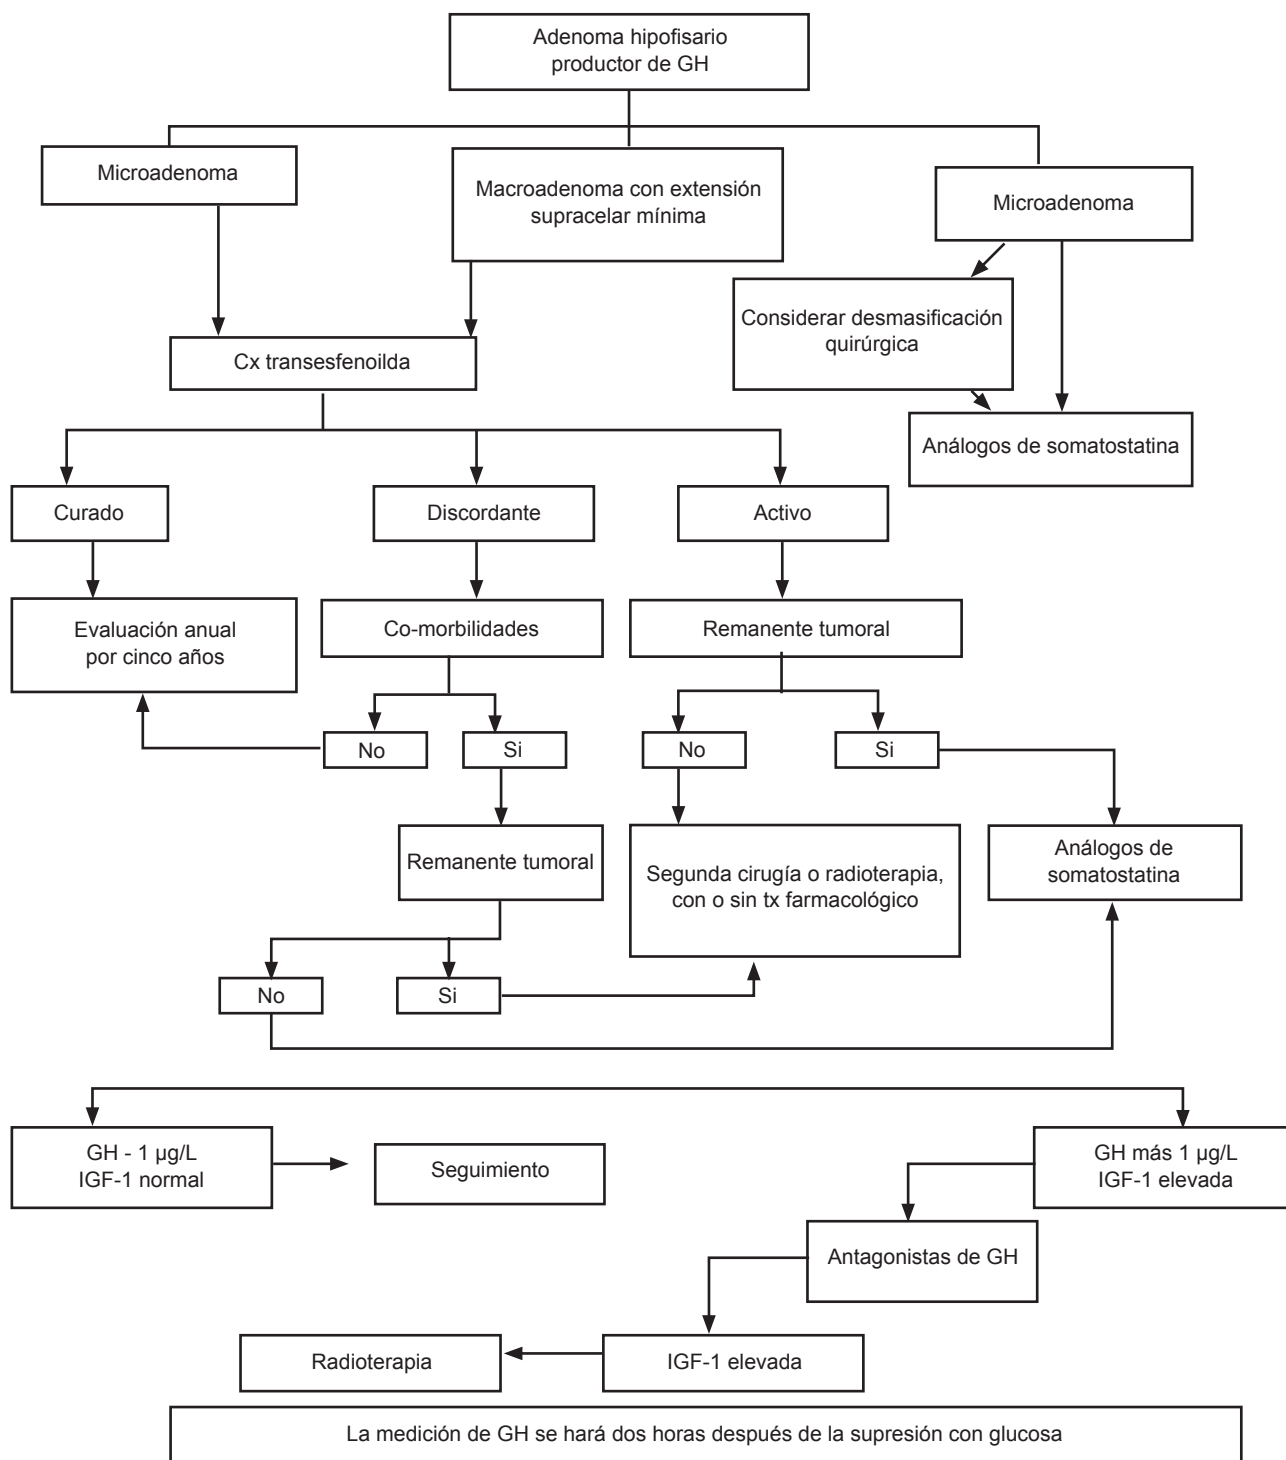 Adenoma hipofisario
productor de GH
Microadenoma
Macroadenoma con extensión
supracelar mínima
Microadenoma
Considerar desmasificación
quirúrgica
Cx transesfenoilda
Análogos de somatostatina
Curado
Discordante
Activo
Evaluación anual
por cinco años
Co-morbilidades
Remanente tumoral
No
Si
No
Si
Remanente tumoral
Segunda cirugía o radioterapia,
con o sin tx farmacológico
Análogos de
somatostatina
No
Si
GH - 1 µg/L
IGF-1 normal
Seguimiento
GH más 1 µg/L
IGF-1 elevada
Antagonistas de GH
Radioterapia
IGF-1 elevada
La medición de GH se hará dos horas después de la supresión con glucosa